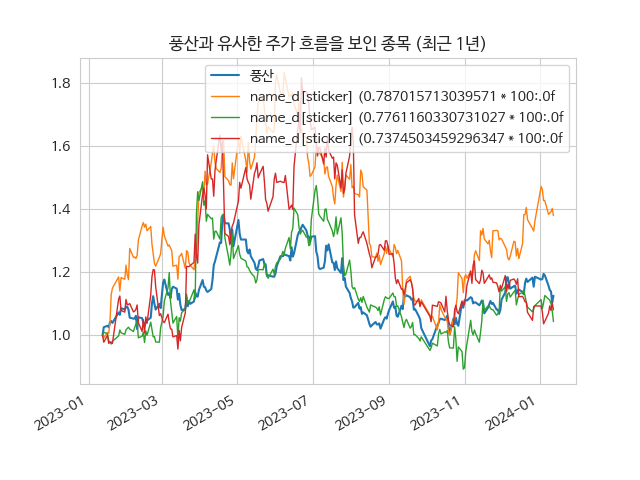 풍산과 유사한 주가 흐름을 보인 종목 (최근 1년)
풍산
name_d[sticker] (0.787015713039571 * 100:.0f
name_d[sticker] (0.7761160330731027 * 100:.0f
name_d[sticker] (0.7374503459296347 * 100:.0f
1.8
1.6
1.4
1.2
1.0
2023-01
2023-03
2023-05
2023-07
2023-09
2023-11
2024-01